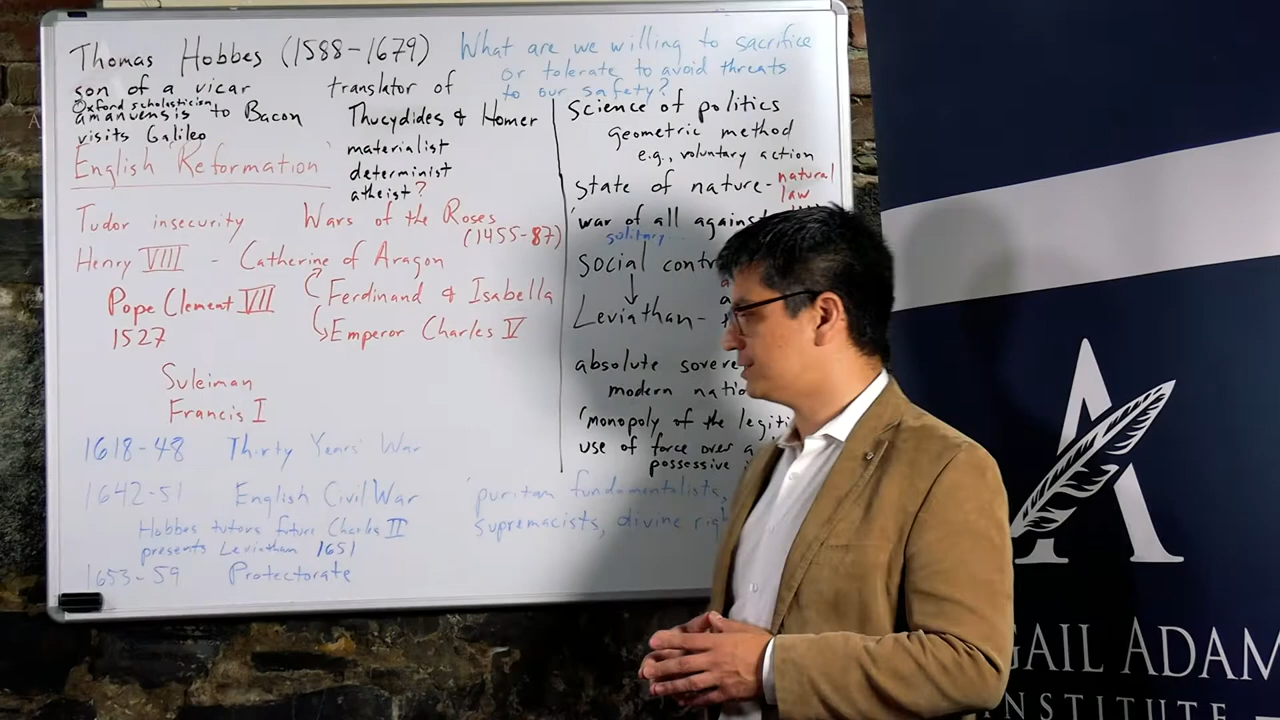 Thomas Hobbes (1588-1679)
What are we willing to sacrifice
or tolerate to avoid threats
to our safety?
son of a vicar
Oxford scholasticism
amanuensis to Bacon
visits Galileo
translator of
Thucydides & Homer
materialist
determinist
atheist?
English Reformation
Tudor insecurity Wars of the Roses
(1455-87)
Henry VIII - Catherine of Aragon
Pope Clement VII
1527
Ferdinand & Isabella
Emperor Charles V
Suleiman
Francis I
1618-48 Thirty Years' War
1642-51 English Civil War
Hobbes tutors future Charles II
presents Leviathan 1651
1653-59 Protectorate
Science of politics
geometric method
e.g., voluntary action
state of nature - natural
law
'war of all against
solitary...
social contr
Leviathan -
absolute sovere
modern natio
'monopoly of the legiti
use of force over a
possessive i
'puritan fundamentalists,
supremacists, divine rig
A
GAIL ADAM
INSTITUTE